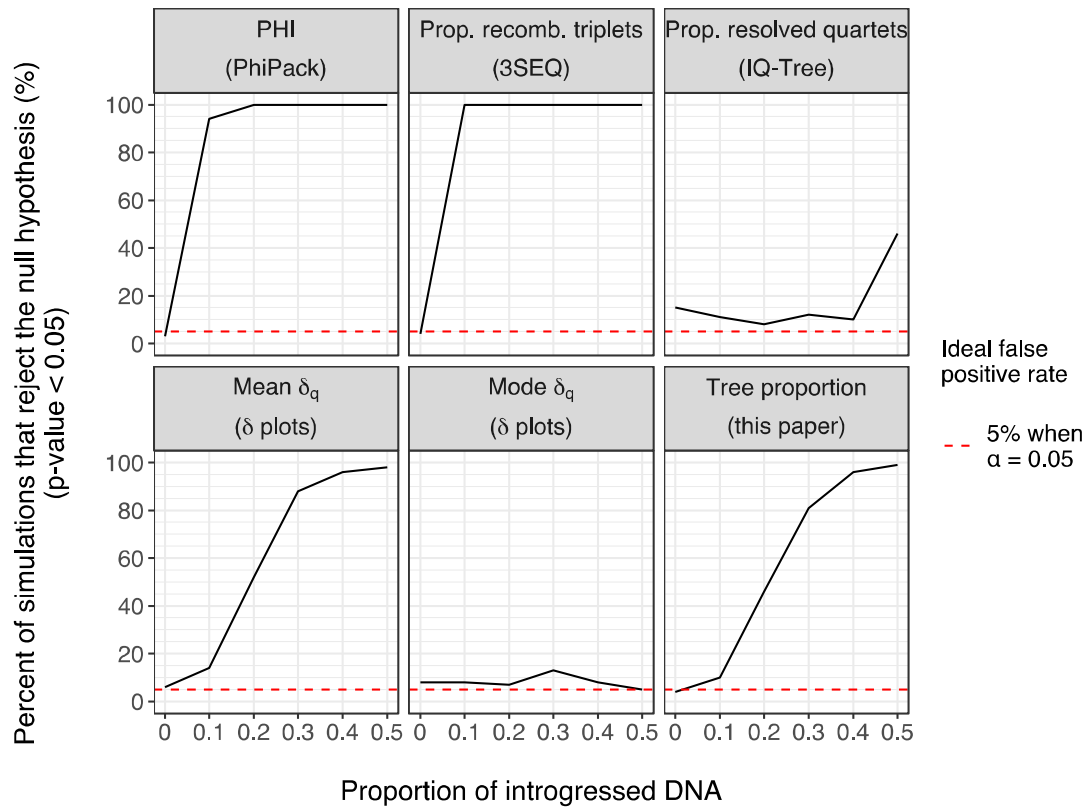 Percent of simulations that reject the null hypothesis (%)
(p-value < 0.05)
PHI
(PhiPack)
Prop. recomb. triplets
(3SEQ)
Prop. resolved quartets
(IQ-Tree)
100
80
60
40
20
0
Mean δq
(δ plots)
Mode δq
(δ plots)
Tree proportion
(this paper)
100
80
60
40
20
0
0 0.1 0.2 0.3 0.4 0.5
0 0.1 0.2 0.3 0.4 0.5
0 0.1 0.2 0.3 0.4 0.5
Proportion of introgressed DNA
Ideal false
positive rate
5% when
α = 0.05